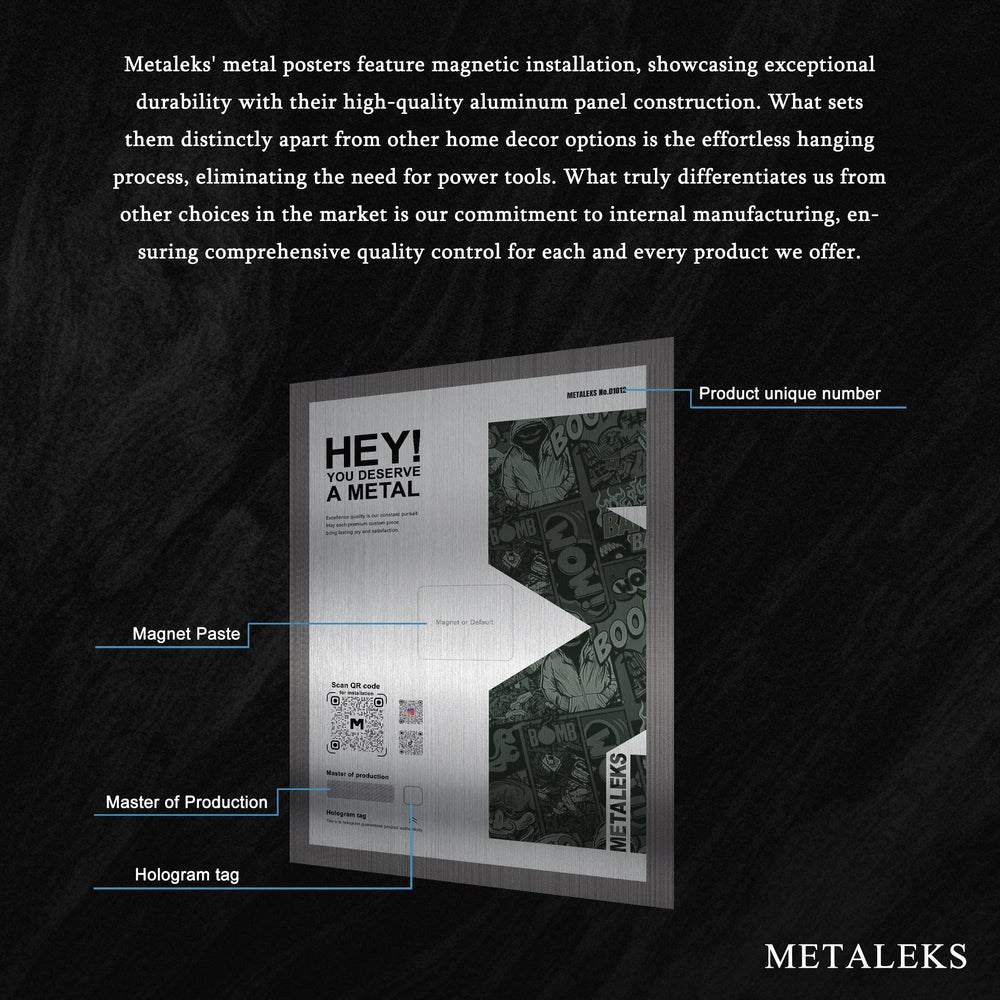 Metaleks' metal posters feature magnetic installation, showcasing exceptional
durability with their high-quality aluminum panel construction. What sets
them distinctly apart from other home decor options is the effortless hanging
process, eliminating the need for power tools. What truly differentiates us from
other choices in the market is our commitment to internal manufacturing, en-
suring comprehensive quality control for each and every product we offer.
METALEKS No.01012
Product unique number
HEY!
YOU DESERVE
A METAL
Excellence quality is our constant pursuit.
May each premium custom piece
bring lasting joy and satisfaction.
BOOM
BOMB
WOW!
BOO
BOMB
Magnet or Default
Magnet Paste
Scan QR code
for installation
M
METALEKS
Master of production
Master of Production
Hologram tag
Hologram tag
METALEKS